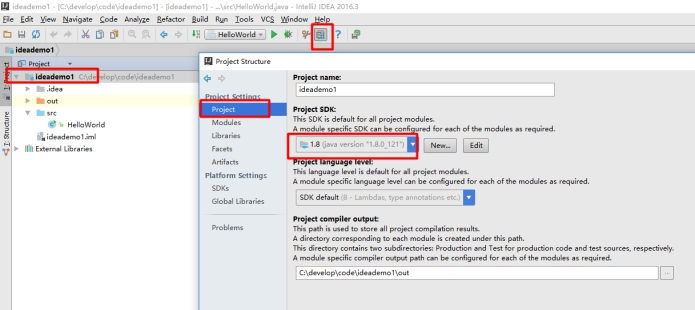 ideademo1 - [C:\develop\code\ideademo1] - [ideademo1] - ...\src\HelloWorld.java - IntelliJ IDEA 2016.3
File Edit View Navigate Code Analyze Refactor Build Run Tools VCS Window Help
HelloWorld
ideademo1
Project
ideademo1 C:\develop\code\ideademo1
.idea
out
src
HelloWorld
ideademo1.iml
External Libraries
1: Project
7: Structure
Project Structure
Project Settings
Project
Modules
Libraries
Facets
Artifacts
Platform Settings
SDKs
Global Libraries
Problems
Project name:
ideademo1
Project SDK:
This SDK is default for all project modules.
A module specific SDK can be configured for each of the modules as required.
1.8 (java version "1.8.0_121") New... Edit
Project language level:
This language level is default for all project modules.
A module specific language level can be configured for each of the modules as required.
SDK default (8 - Lambdas, type annotations etc.)
Project compiler output:
This path is used to store all project compilation results.
A directory corresponding to each module is created under this path.
This directory contains two subdirectories: Production and Test for production code and test sources, respectively.
A module specific compiler output path can be configured for each of the modules as required.
C:\develop\code\ideademo1\out
...